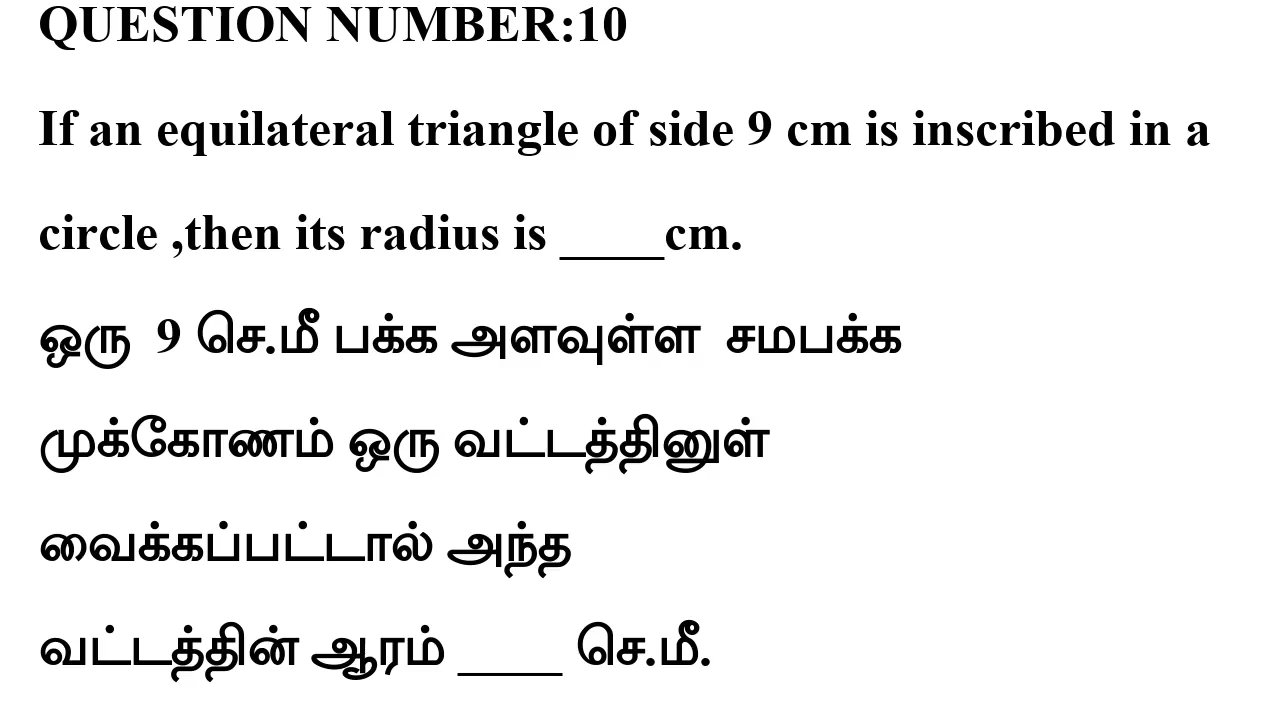 QUESTION NUMBER:10
If an equilateral triangle of side 9 cm is inscribed in a
circle ,then its radius is ____cm.
ஒரு 9 செ.மீ பக்க அளவுள்ள சமபக்க
முக்கோணம் ஒரு வட்டத்தினுள்
வைக்கப்பட்டால் அந்த
வட்டத்தின் ஆரம் ____ செ.மீ.